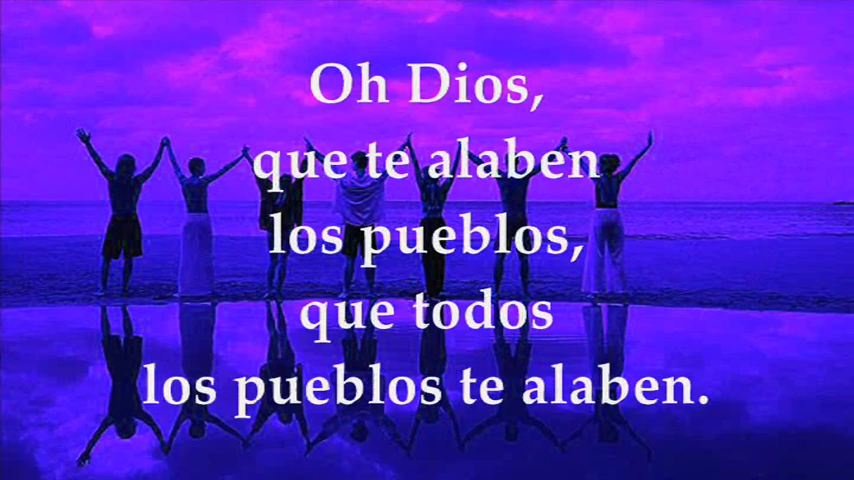 Oh Dios,
que te alaben
los pueblos,
que todos
los pueblos te alaben.